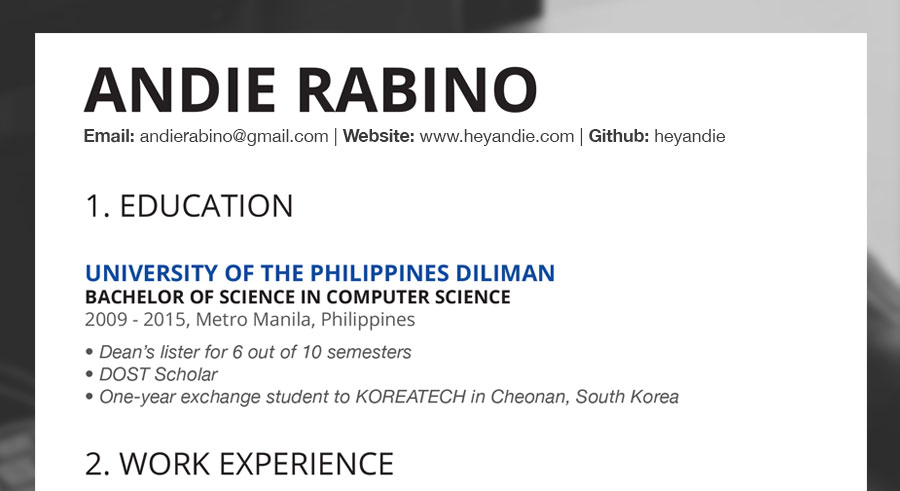 ANDIE RABINO
Email: andierabino@gmail.com | Website: www.heyandie.com | Github: heyandie
1. EDUCATION
UNIVERSITY OF THE PHILIPPINES DILIMAN
BACHELOR OF SCIENCE IN COMPUTER SCIENCE
2009 - 2015, Metro Manila, Philippines
• Dean’s lister for 6 out of 10 semesters
• DOST Scholar
• One-year exchange student to KOREATECH in Cheonan, South Korea
2. WORK EXPERIENCE